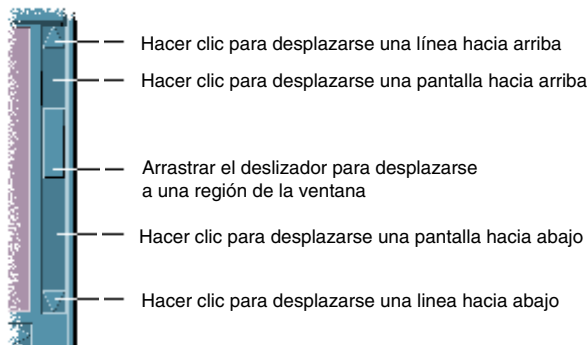 Hacer clic para desplazarse una línea hacia arriba
Hacer clic para desplazarse una pantalla hacia arriba
Arrastrar el deslizador para desplazarse
a una región de la ventana
Hacer clic para desplazarse una pantalla hacia abajo
Hacer clic para desplazarse una linea hacia abajo